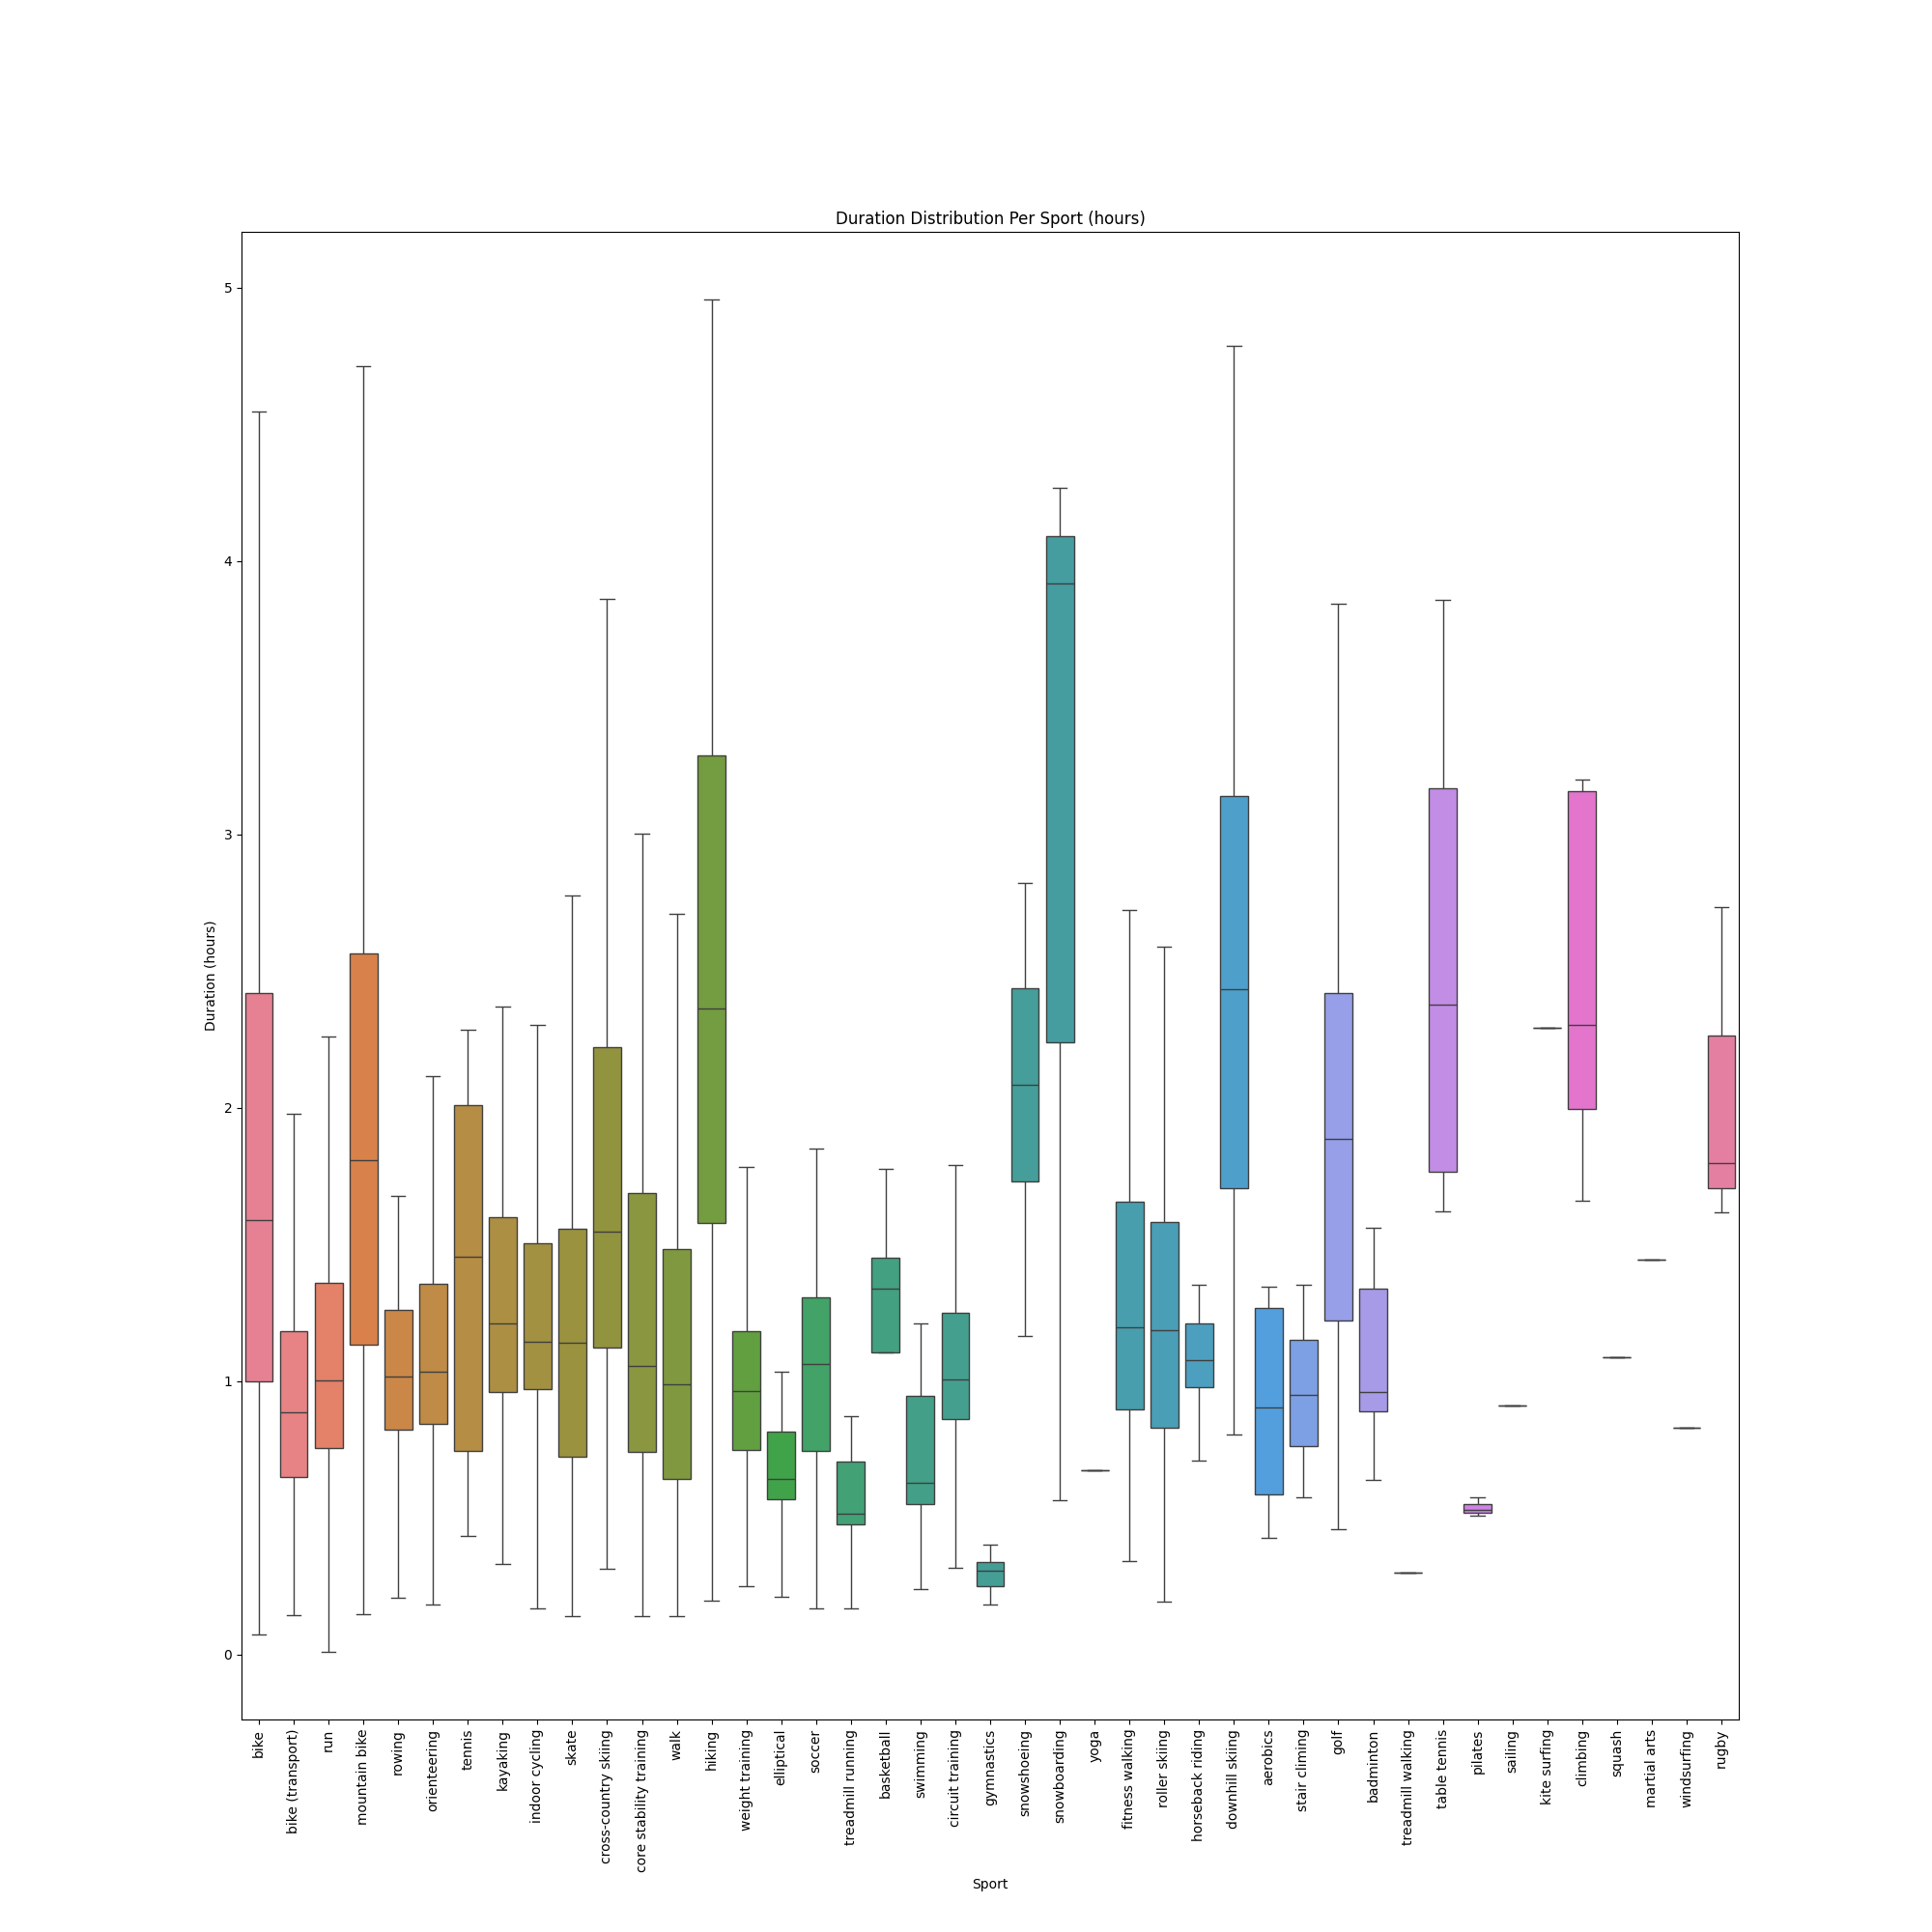 Duration Distribution Per Sport (hours)
5
4
3
2
1
0
Duration (hours)
bike
bike (transport)
run
mountain bike
rowing
orienteering
tennis
kayaking
indoor cycling
skate
cross-country skiing
core stability training
walk
hiking
weight training
elliptical
soccer
treadmill running
basketball
swimming
circuit training
gymnastics
snowshoeing
snowboarding
yoga
fitness walking
roller skiing
horseback riding
downhill skiing
aerobics
stair climing
golf
badminton
treadmill walking
table tennis
pilates
sailing
kite surfing
climbing
squash
martial arts
windsurfing
rugby
Sport